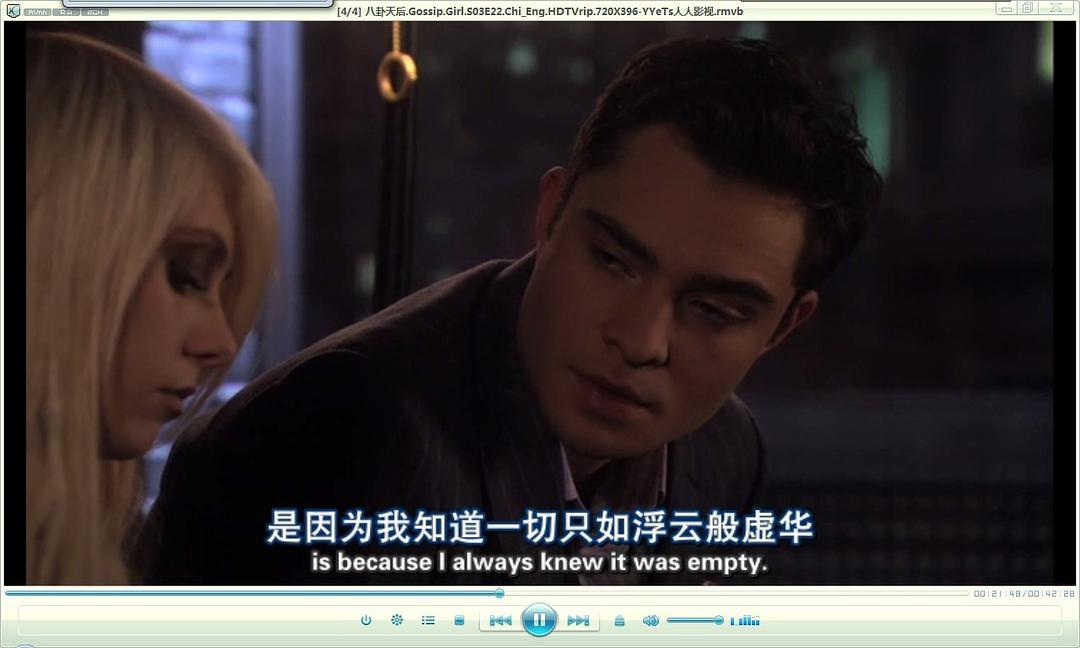 [4/4] 八卦天后.Gossip.Girl.S03E22.Chi_Eng.HDTVrip.720X396-YYeTs人人影视.rmvb
是因为我知道一切只如浮云般虚华
is because I always knew it was empty.
00:21:48/00:42:28